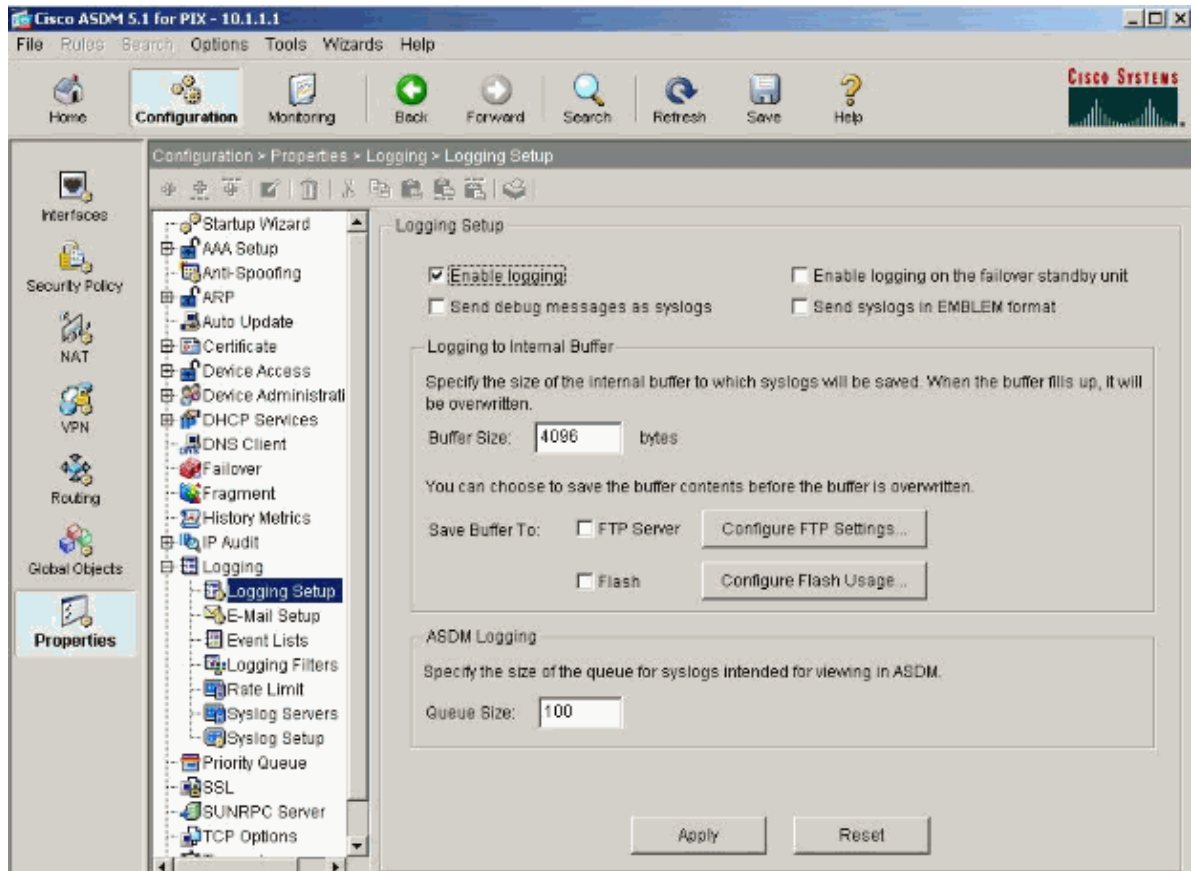 Cisco ASDM 5.1 for PIX - 10.1.1.1
File Rules Search Options Tools Wizards Help
Home Configuration Monitoring Back Forward Search Refresh Save Help
CISCO SYSTEMS
Configuration > Properties > Logging > Logging Setup
Interfaces
Security Policy
NAT
VPN
Routing
Global Objects
Properties
Startup Wizard
AAA Setup
Anti-Spoofing
ARP
Auto Update
Certificate
Device Access
Device Administrati
DHCP Services
DNS Client
Failover
Fragment
History Metrics
IP Audit
Logging
Logging Setup
E-Mail Setup
Event Lists
Logging Filters
Rate Limit
Syslog Servers
Syslog Setup
Priority Queue
SSL
SUNRPC Server
TCP Options
Logging Setup
Enable logging Enable logging on the failover standby unit
Send debug messages as syslogs Send syslogs in EMBLEM format
Logging to Internal Buffer
Specify the size of the internal buffer to which syslogs will be saved. When the buffer fills up, it will
be overwritten.
Buffer Size: 4096 bytes
You can choose to save the buffer contents before the buffer is overwritten.
Save Buffer To: FTP Server Configure FTP Settings...
Flash Configure Flash Usage...
ASDM Logging
Specify the size of the queue for syslogs intended for viewing in ASDM.
Queue Size: 100
Apply Reset